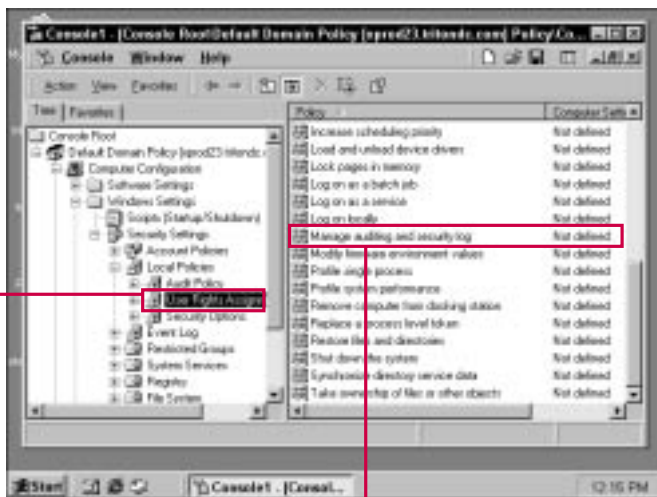 Console1 - [Console Root\Default Domain Policy [sprod23.tritondc.com] Policy\Co...
Console Window Help
Action View Favorites
Tree Favorites
Policy Computer Setti
Console Root
Default Domain Policy [sprod23.tritondc.
Computer Configuration
Software Settings
Windows Settings
Scripts (Startup/Shutdown)
Security Settings
Account Policies
Local Policies
Audit Policy
User Rights Assign
Security Options
Event Log
Restricted Groups
System Services
Registry
File System
Increase scheduling priority Not defined
Load and unload device drivers Not defined
Lock pages in memory Not defined
Log on as a batch job Not defined
Log on as a service Not defined
Log on locally Not defined
Manage auditing and security log Not defined
Modify firmware environment values Not defined
Profile single process Not defined
Profile system performance Not defined
Remove computer from docking station Not defined
Replace a process level token Not defined
Restore files and directories Not defined
Shut down the system Not defined
Synchronize directory service data Not defined
Take ownership of files or other objects Not defined
Start Console1 - [Consol... 12:15 PM